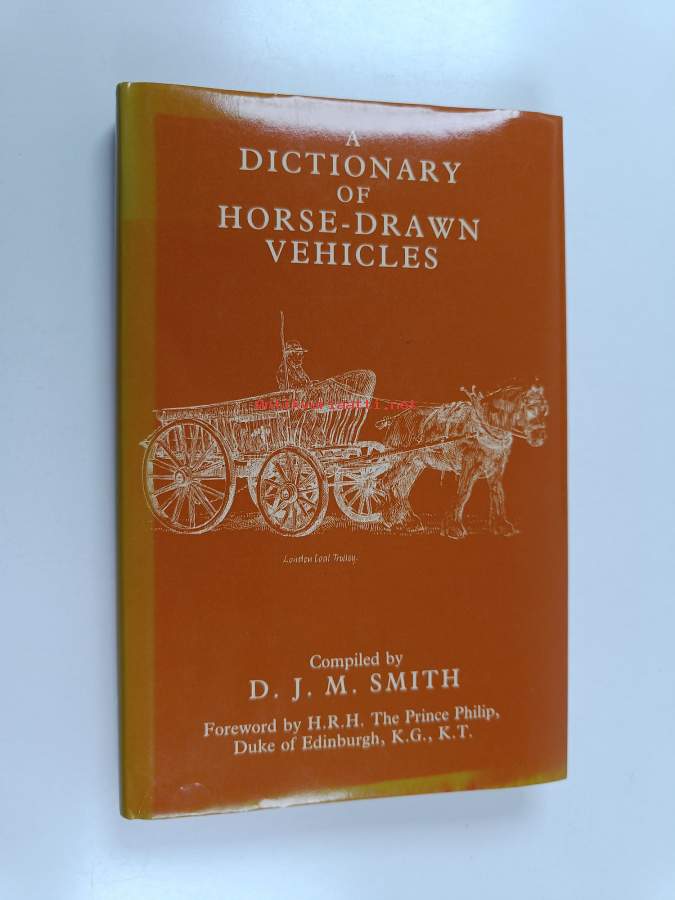 A
DICTIONARY
OF
HORSE-DRAWN
VEHICLES
London Coal Trolley.
Compiled by
D. J. M. SMITH
Foreword by H.R.H. The Prince Philip,
Duke of Edinburgh, K.G., K.T.